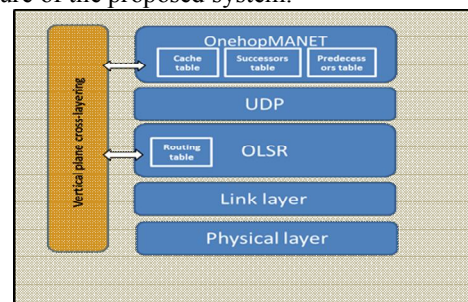 ure of the proposed system.
OnehopMANET
Cache
table
Successors
table
Predecess
ors table
UDP
Routing
table
OLSR
Link layer
Physical layer
Vertical plane cross-layering